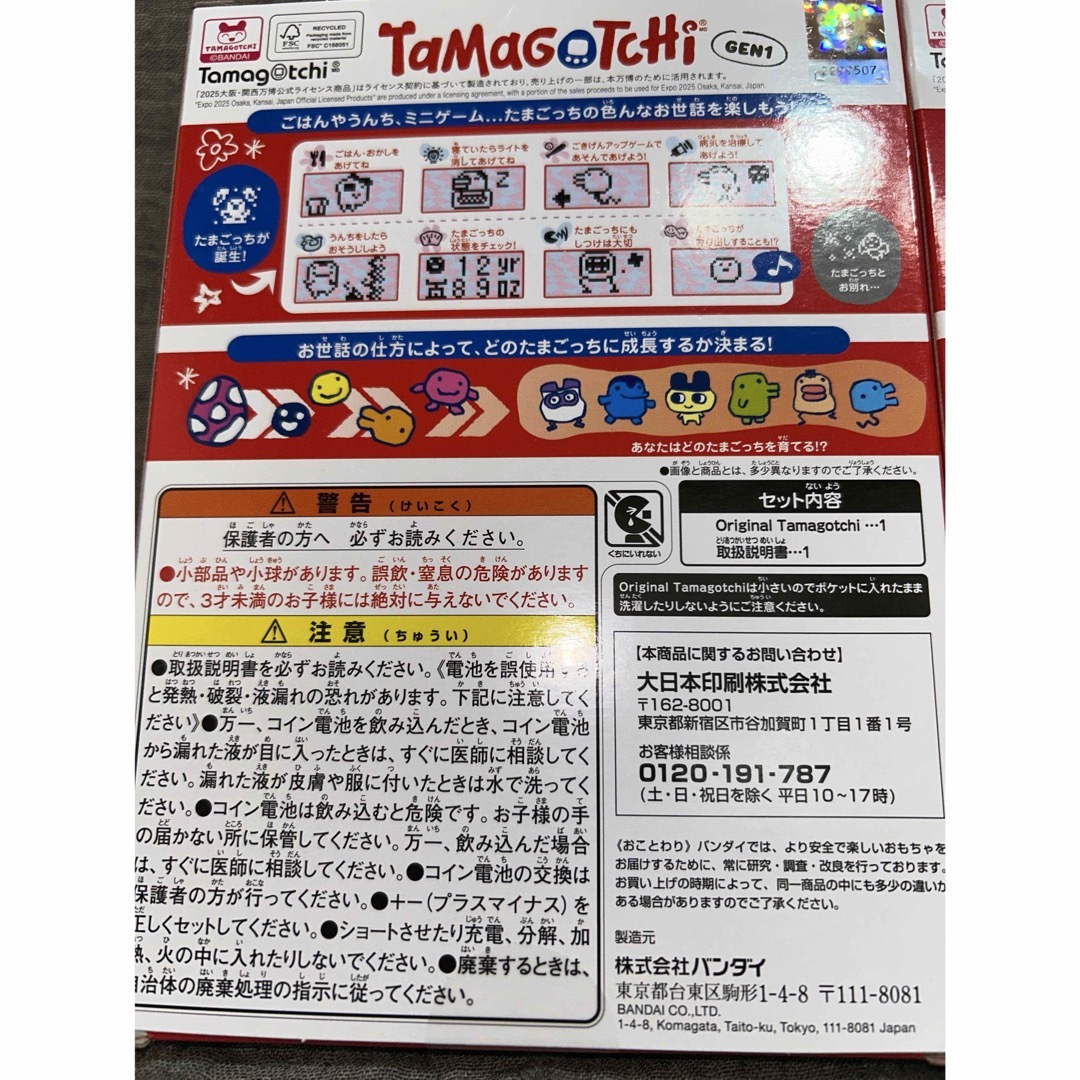 TAMAGOTCHI
©BANDAI
FSC
RECYCLED
Packaging made from
recycled material
FSC® C156051
TAMAGOTCHI
GEN1
Tamagotchi
2299507
「2025大阪・関西万博公式ライセンス商品」はライセンス契約に基づいて製造されており、売り上げの一部は、本万博のために活用されます。
"Expo 2025 Osaka, Kansai, Japan Official Licensed Products" are produced under a licensing agreement, with a portion of the sales proceeds to be used for Expo 2025 Osaka, Kansai, Japan.
ごはんやうんち、ミニゲーム…たまごっちの色んなお世話を楽しもう!
ごはん・おかしを
あげてね
寝ていたらライトを
消してあげてね
ごきげんアップゲームで
あそんであげよう!
病気を治療して
あげよう!
たまごっちが
誕生!
うんちをしたら
おそうじしよう
たまごっちの
状態をチェック!
たまごっちにも
しつけは大切
12yr
89oz
たまごっちと
お別れ…
お世話の仕方によって、どのたまごっちに成長するか決まる!
あなたはどのたまごっちを育てる!?
●画像と商品とは、多少異なりますのでご了承ください。
警告(けいこく)
保護者の方へ 必ずお読みください。
●小部品や小球があります。誤飲・窒息の危険があります
ので、3才未満のお子様には絶対に与えないでください。
くちにいれない
セット内容
Original Tamagotchi…1
取扱説明書…1
Original Tamagotchiは小さいのでポケットに入れたまま
洗濯したりしないようにご注意ください。
注意(ちゅうい)
●取扱説明書を必ずお読みください。《電池を誤使用する
と発熱・破裂・液漏れの恐れがあります。下記に注意してく
ださい》●万一、コイン電池を飲み込んだとき、コイン電池
から漏れた液が目に入ったときは、すぐに医師に相談してく
ださい。漏れた液が皮膚や服に付いたときは水で洗ってく
ださい。●コイン電池は飲み込むと危険です。お子様の手
の届かない所に保管してください。万一、飲み込んだ場合
は、すぐに医師に相談してください。●コイン電池の交換は
保護者の方が行ってください。●+-(プラスマイナス)を
正しくセットしてください。●ショートさせたり充電、分解、加
熱、火の中に入れたりしないでください。●廃棄するときは、
自治体の廃棄処理の指示に従ってください。
【本商品に関するお問い合わせ】
大日本印刷株式会社
〒162-8001
東京都新宿区市谷加賀町1丁目1番1号
お客様相談係
0120-191-787
(土・日・祝日を除く 平日10～17時)
《おことわり》バンダイでは、より安全で楽しいおもちゃを
お届けするために、常に研究・調査・改良を行っております。
お買い上げの時期によって、同一商品の中にも多少の違いが
ある場合がありますのでご了承ください。
製造元
株式会社バンダイ
東京都台東区駒形1-4-8 〒111-8081
BANDAI CO.,LTD.
1-4-8, Komagata, Taito-ku, Tokyo, 111-8081 Japan